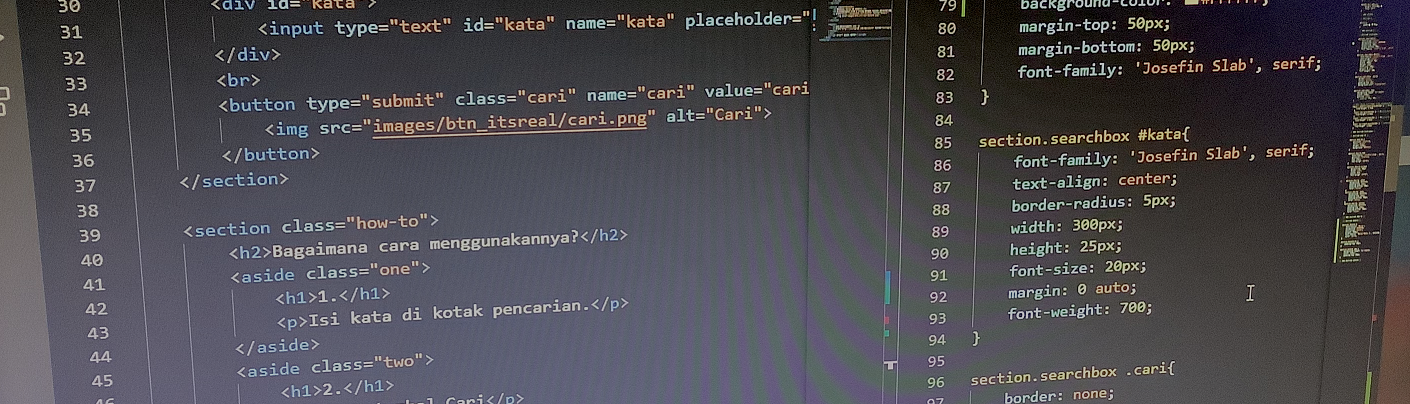 30 <div id="kata">
31 <input type="text" id="kata" name="kata" placeholder="
32 </div>
33 <br>
34 <button type="submit" class="cari" name="cari" value="cari
35 <img src="images/btn_itsreal/cari.png" alt="Cari">
36 </button>
37 </section>
38
39 <section class="how-to">
40 <h2>Bagaimana cara menggunakannya?</h2>
41 <aside class="one">
42 <h1>1.</h1>
43 <p>Isi kata di kotak pencarian.</p>
44 </aside>
45 <aside class="two">
46 <h1>2.</h1>
Cari</p>
79 background-color:
80 margin-top: 50px;
81 margin-bottom: 50px;
82 font-family: 'Josefin Slab', serif;
83 }
84
85 section.searchbox #kata{
86 font-family: 'Josefin Slab', serif;
87 text-align: center;
88 border-radius: 5px;
89 width: 300px;
90 height: 25px;
91 font-size: 20px;
92 margin: 0 auto;
93 font-weight: 700;
94 }
95
96 section.searchbox .cari{
97 border: none;